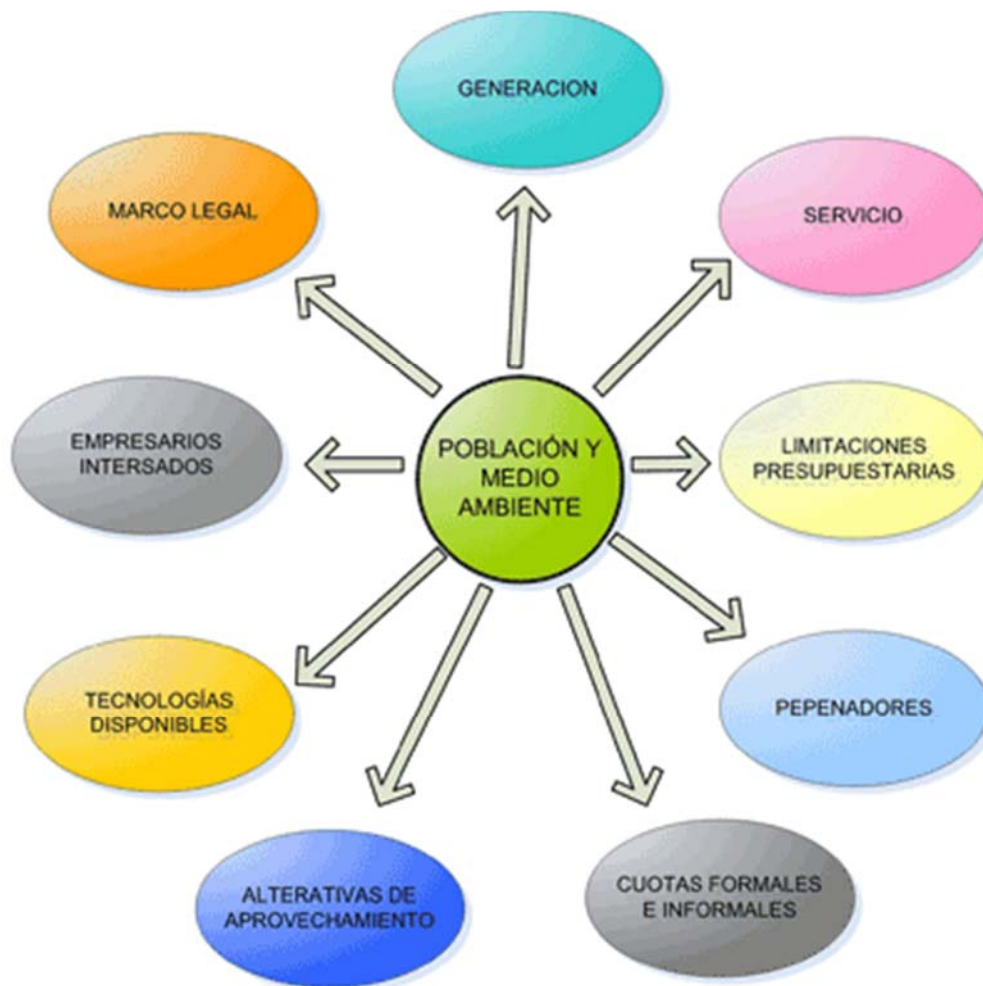 GENERACION
MARCO LEGAL
SERVICIO
EMPRESARIOS
INTERSADOS
POBLACIÓN Y
MEDIO
AMBIENTE
LIMITACIONES
PRESUPUESTARIAS
TECNOLOGÍAS
DISPONIBLES
PEPENADORES
ALTERATIVAS DE
APROVECHAMIENTO
CUOTAS FORMALES
E INFORMALES